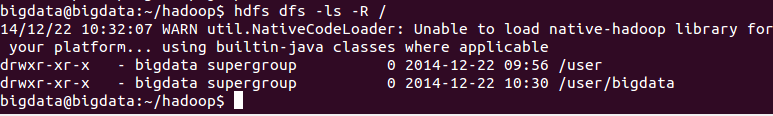 bigdata@bigdata:~/hadoop$ hdfs dfs -ls -R /
14/12/22 10:32:07 WARN util.NativeCodeLoader: Unable to load native-hadoop library for
your platform... using builtin-java classes where applicable
drwxr-xr-x   - bigdata supergroup          0 2014-12-22 09:56 /user
drwxr-xr-x   - bigdata supergroup          0 2014-12-22 10:30 /user/bigdata
bigdata@bigdata:~/hadoop$